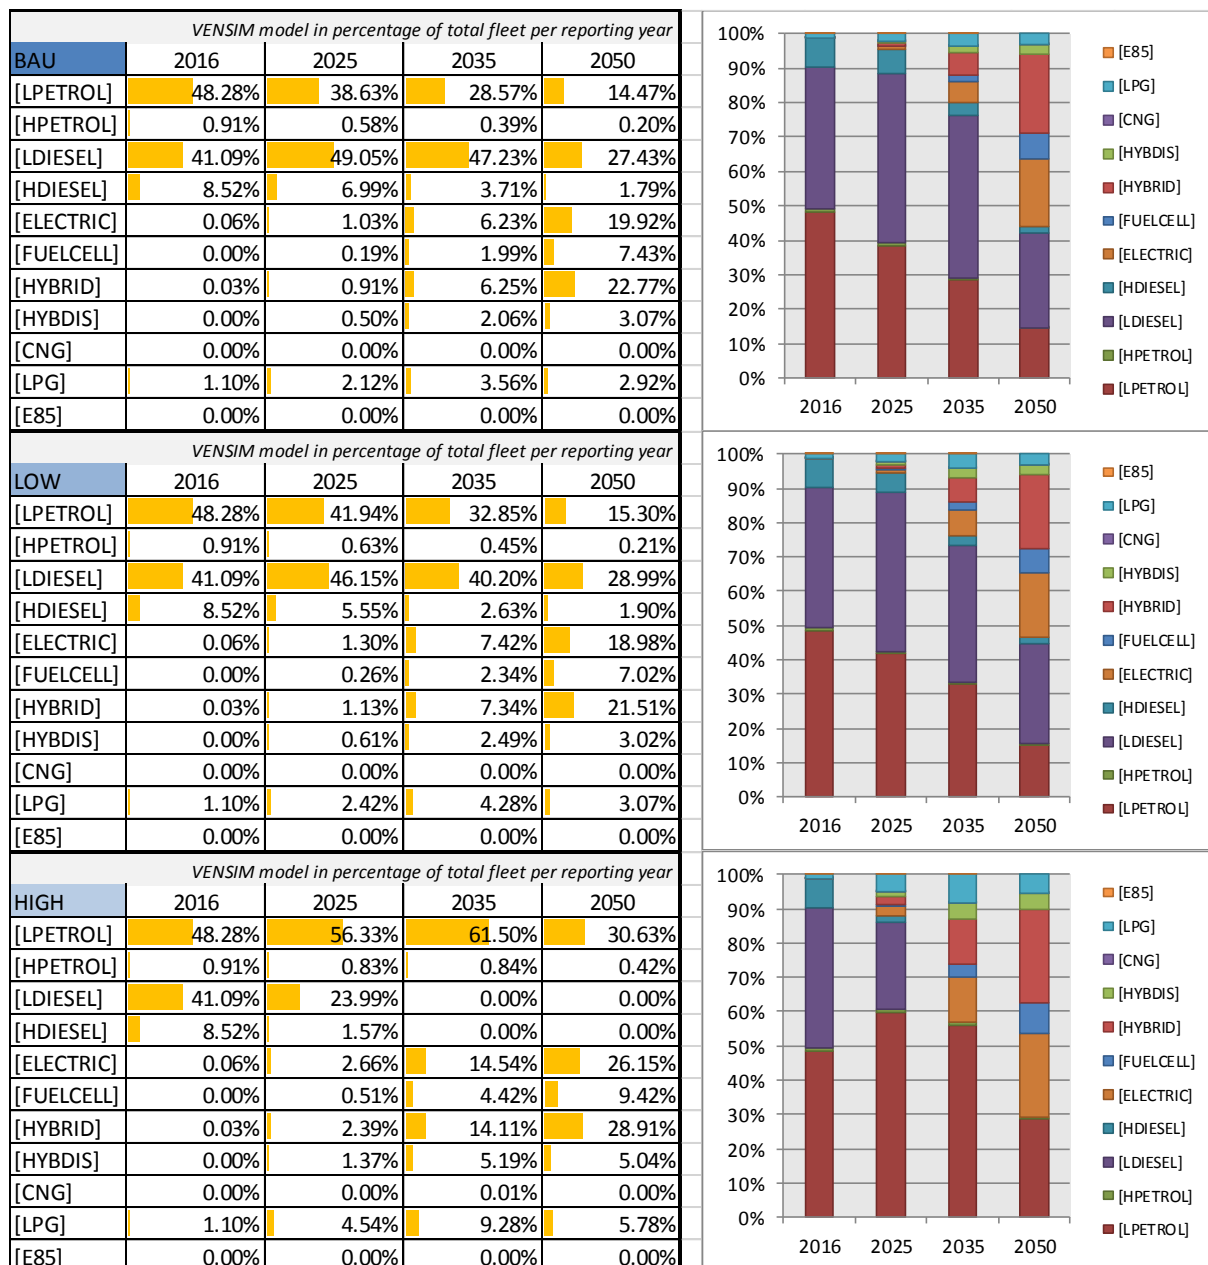 VENSIM model in percentage of total fleet per reporting year
BAU 2016 2025 2035 2050
[LPETROL] 48.28% 38.63% 28.57% 14.47%
[HPETROL] 0.91% 0.58% 0.39% 0.20%
[LDIESEL] 41.09% 49.05% 47.23% 27.43%
[HDIESEL] 8.52% 6.99% 3.71% 1.79%
[ELECTRIC] 0.06% 1.03% 6.23% 19.92%
[FUELCELL] 0.00% 0.19% 1.99% 7.43%
[HYBRID] 0.03% 0.91% 6.25% 22.77%
[HYBDIS] 0.00% 0.50% 2.06% 3.07%
[CNG] 0.00% 0.00% 0.00% 0.00%
[LPG] 1.10% 2.12% 3.56% 2.92%
[E85] 0.00% 0.00% 0.00% 0.00%
100%
90%
80%
70%
60%
50%
40%
30%
20%
10%
0%
2016 2025 2035 2050
[E85]
[LPG]
[CNG]
[HYBDIS]
[HYBRID]
[FUELCELL]
[ELECTRIC]
[HDIESEL]
[LDIESEL]
[HPETROL]
[LPETROL]
VENSIM model in percentage of total fleet per reporting year
LOW 2016 2025 2035 2050
[LPETROL] 48.28% 41.94% 32.85% 15.30%
[HPETROL] 0.91% 0.63% 0.45% 0.21%
[LDIESEL] 41.09% 46.15% 40.20% 28.99%
[HDIESEL] 8.52% 5.55% 2.63% 1.90%
[ELECTRIC] 0.06% 1.30% 7.42% 18.98%
[FUELCELL] 0.00% 0.26% 2.34% 7.02%
[HYBRID] 0.03% 1.13% 7.34% 21.51%
[HYBDIS] 0.00% 0.61% 2.49% 3.02%
[CNG] 0.00% 0.00% 0.00% 0.00%
[LPG] 1.10% 2.42% 4.28% 3.07%
[E85] 0.00% 0.00% 0.00% 0.00%
100%
90%
80%
70%
60%
50%
40%
30%
20%
10%
0%
2016 2025 2035 2050
[E85]
[LPG]
[CNG]
[HYBDIS]
[HYBRID]
[FUELCELL]
[ELECTRIC]
[HDIESEL]
[LDIESEL]
[HPETROL]
[LPETROL]
VENSIM model in percentage of total fleet per reporting year
HIGH 2016 2025 2035 2050
[LPETROL] 48.28% 56.33% 61.50% 30.63%
[HPETROL] 0.91% 0.83% 0.84% 0.42%
[LDIESEL] 41.09% 23.99% 0.00% 0.00%
[HDIESEL] 8.52% 1.57% 0.00% 0.00%
[ELECTRIC] 0.06% 2.66% 14.54% 26.15%
[FUELCELL] 0.00% 0.51% 4.42% 9.42%
[HYBRID] 0.03% 2.39% 14.11% 28.91%
[HYBDIS] 0.00% 1.37% 5.19% 5.04%
[CNG] 0.00% 0.00% 0.01% 0.00%
[LPG] 1.10% 4.54% 9.28% 5.78%
[E85] 0.00% 0.00% 0.00% 0.00%
100%
90%
80%
70%
60%
50%
40%
30%
20%
10%
0%
2016 2025 2035 2050
[E85]
[LPG]
[CNG]
[HYBDIS]
[HYBRID]
[FUELCELL]
[ELECTRIC]
[HDIESEL]
[LDIESEL]
[HPETROL]
[LPETROL]